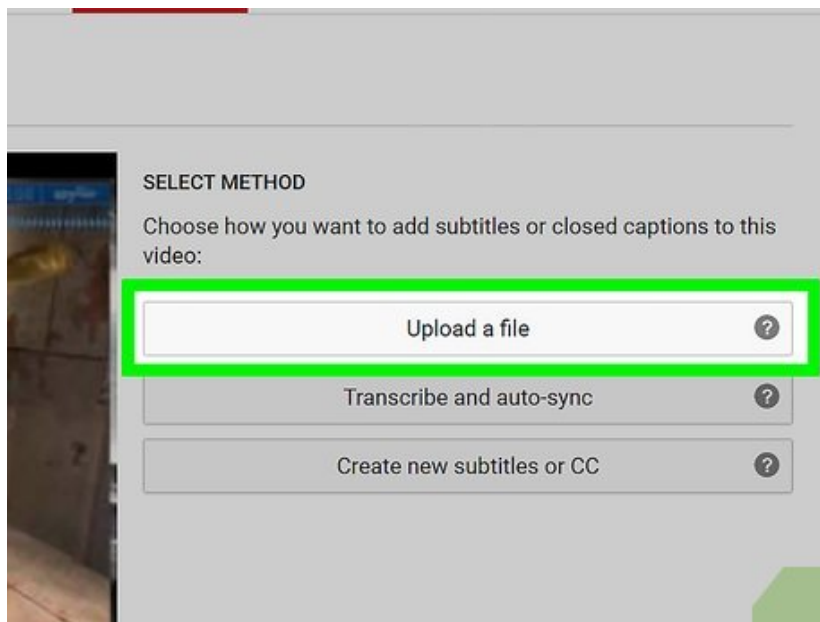 SELECT METHOD
Choose how you want to add subtitles or closed captions to this
video:
Upload a file
Transcribe and auto-sync
Create new subtitles or CC